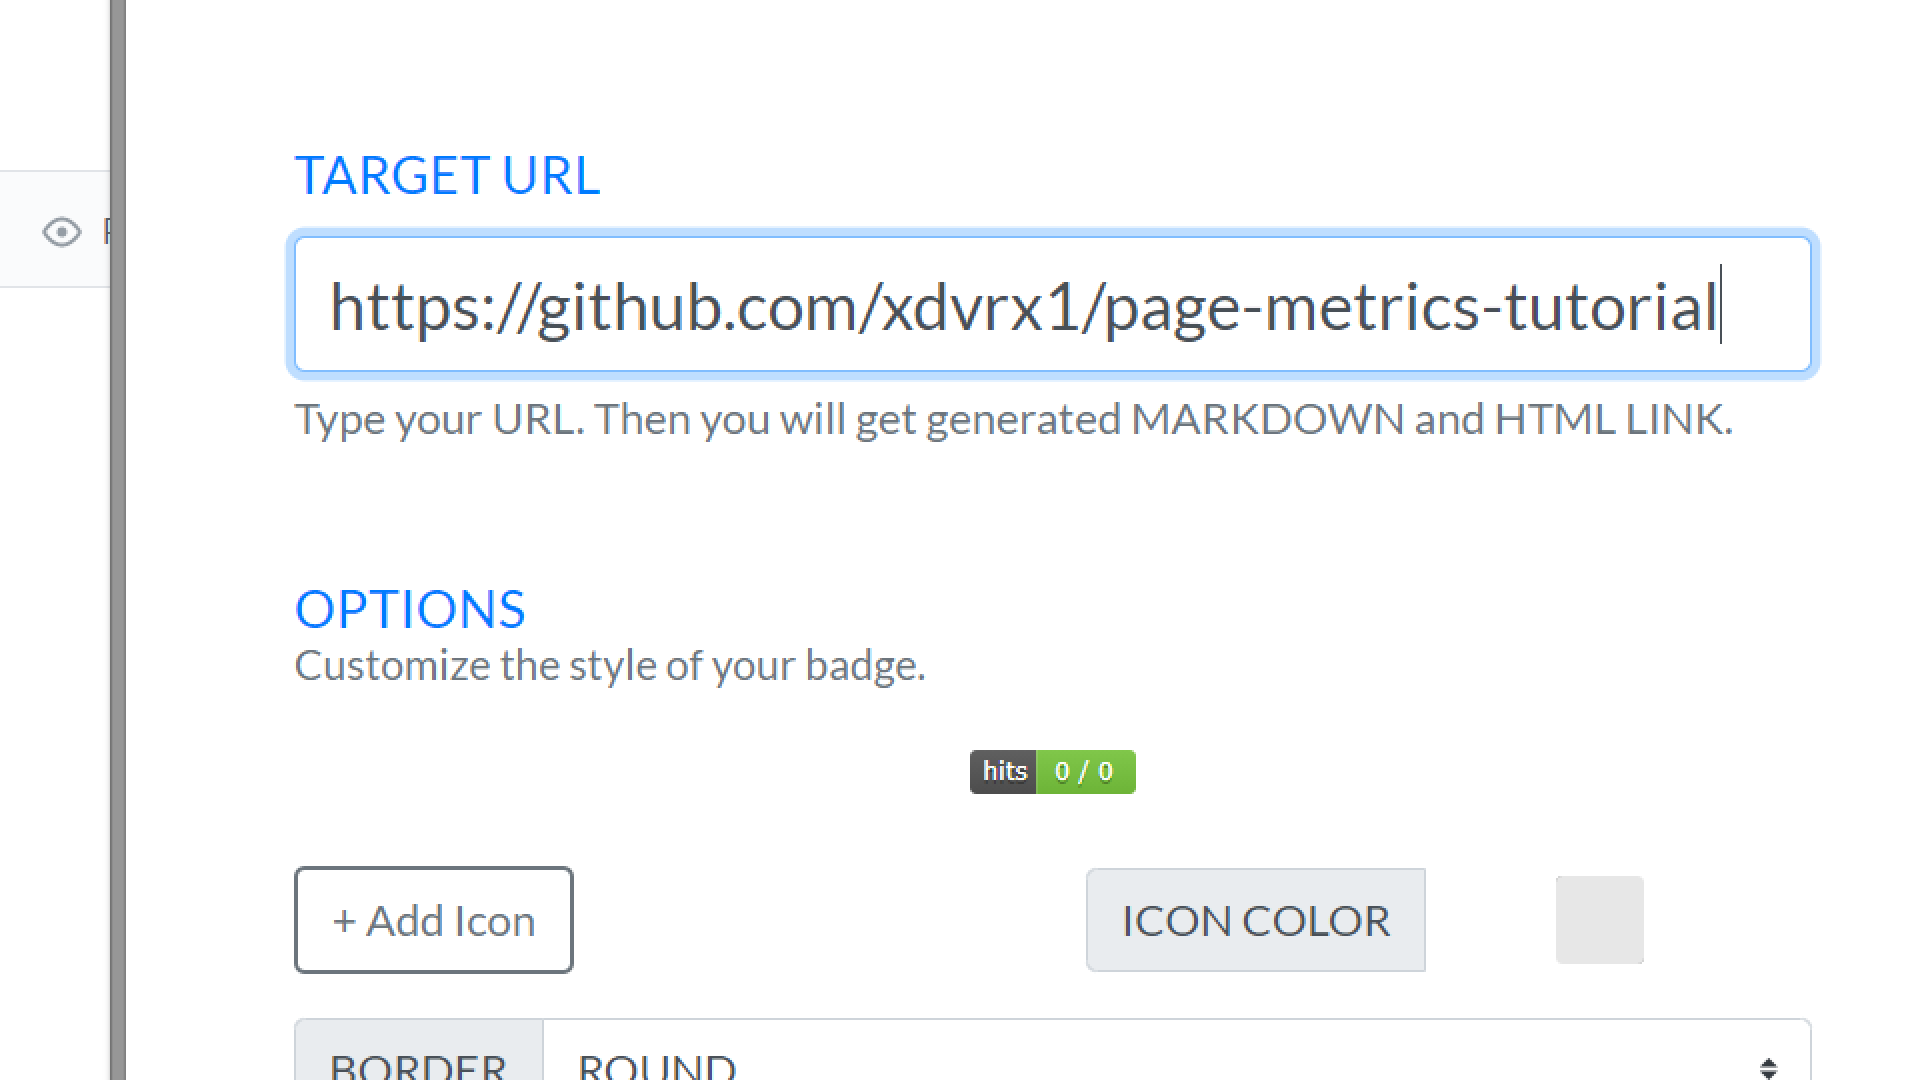 TARGET URL
https://github.com/xdvrx1/page-metrics-tutorial
Type your URL. Then you will get generated MARKDOWN and HTML LINK.
OPTIONS
Customize the style of your badge.
hits 0 / 0
+ Add Icon
ICON COLOR
BORDER
ROUND